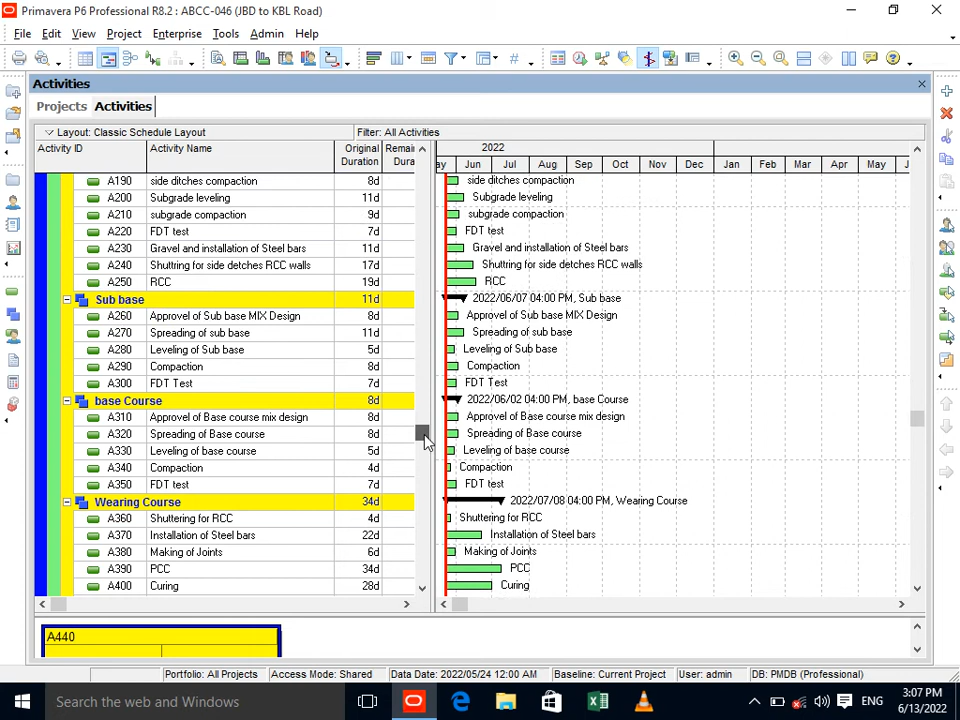 Primavera P6 Professional R8.2 : ABCC-046 (JBD to KBL Road)
File Edit View Project Enterprise Tools Admin Help
Activities
Projects Activities
Layout: Classic Schedule Layout Filter: All Activities
Activity ID Activity Name Original Duration Remain Dura
2022
ay Jun Jul Aug Sep Oct Nov Dec Jan Feb Mar Apr May J
A190 side ditches compaction 8d side ditches compaction
A200 Subgrade leveling 11d Subgrade leveling
A210 subgrade compaction 9d subgrade compaction
A220 FDT test 7d FDT test
A230 Gravel and installation of Steel bars 11d Gravel and installation of Steel bars
A240 Shuttring for side detches RCC walls 17d Shuttring for side detches RCC walls
A250 RCC 19d RCC
Sub base 11d 2022/06/07 04:00 PM, Sub base
A260 Approvel of Sub base MIX Design 8d Approvel of Sub base MIX Design
A270 Spreading of sub base 11d Spreading of sub base
A280 Leveling of Sub base 5d Leveling of Sub base
A290 Compaction 8d Compaction
A300 FDT Test 7d FDT Test
base Course 8d 2022/06/02 04:00 PM, base Course
A310 Approvel of Base course mix design 8d Approvel of Base course mix design
A320 Spreading of Base course 8d Spreading of Base course
A330 Leveling of base course 5d Leveling of base course
A340 Compaction 4d Compaction
A350 FDT test 7d FDT test
Wearing Course 34d 2022/07/08 04:00 PM, Wearing Course
A360 Shuttering for RCC 4d Shuttering for RCC
A370 Installation of Steel bars 22d Installation of Steel bars
A380 Making of Joints 6d Making of Joints
A390 PCC 34d PCC
A400 Curing 28d Curing
A440
Portfolio: All Projects Access Mode: Shared Data Date: 2022/05/24 12:00 AM Baseline: Current Project User: admin DB: PMDB (Professional)
Search the web and Windows
ENG
3:07 PM
6/13/2022